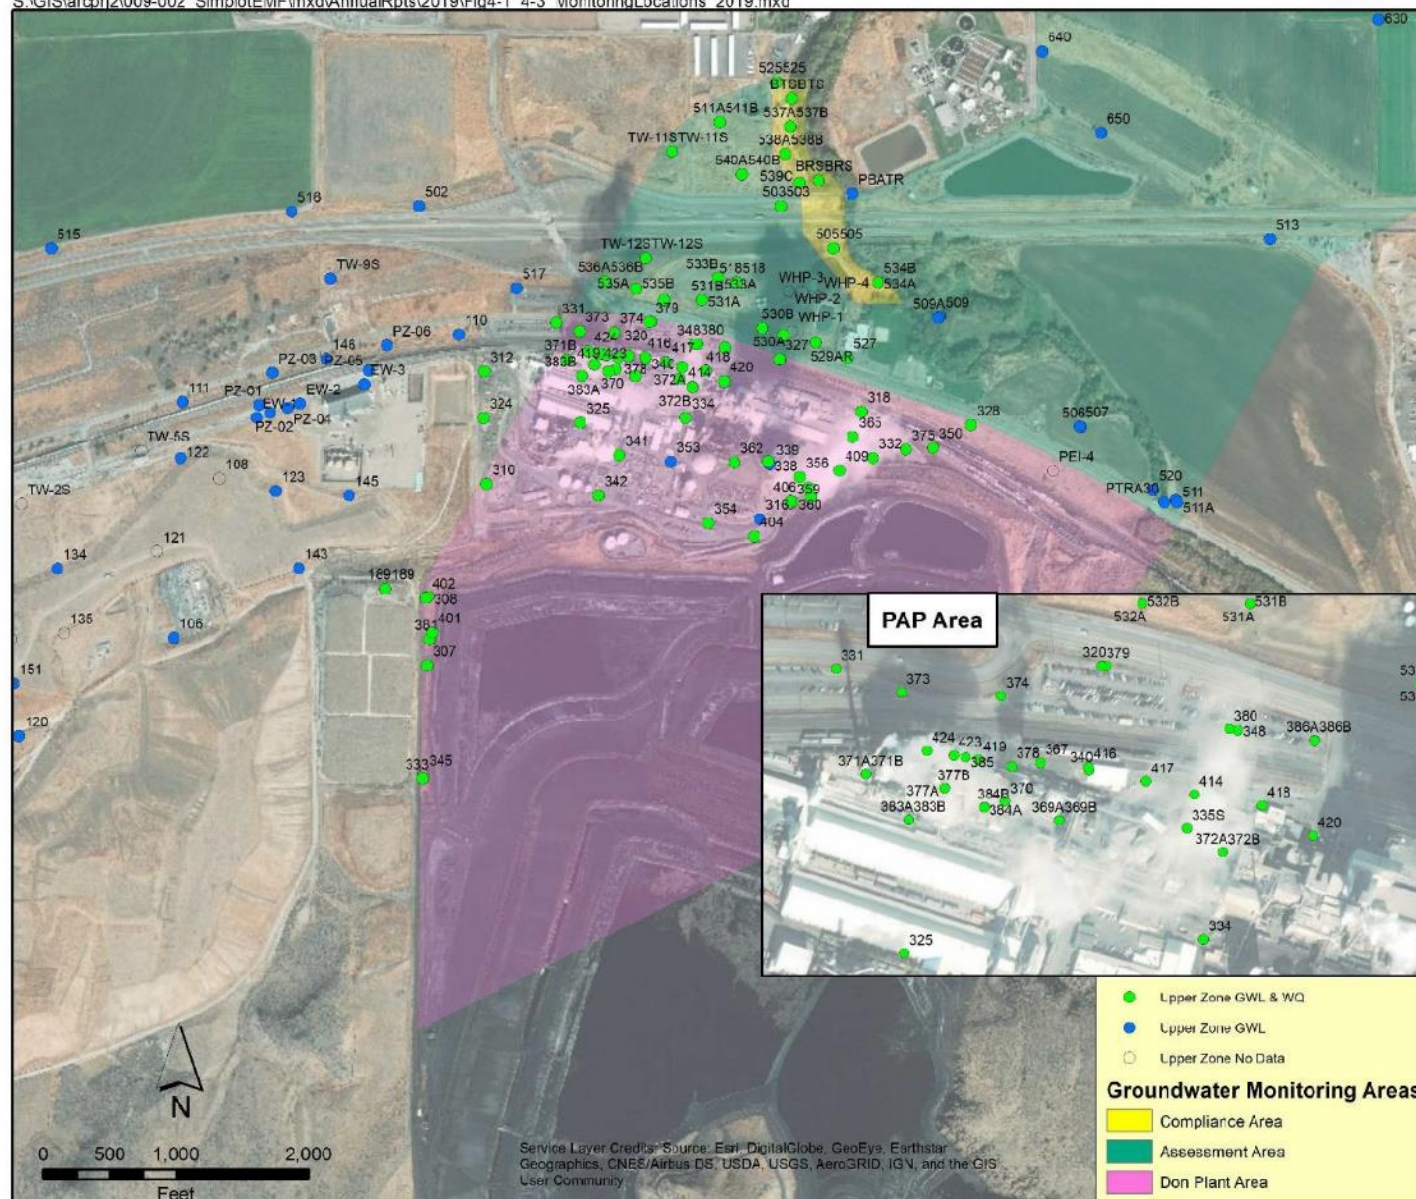 S:\GIS\arcprj2\009-002_SimplotEMF\mxd\AnnualRpts\2019\Fig4-1_4-3_MonitoringLocations_2019.mxd
630
640
525525
BTSBTS
511A511B
537A537B
650
TW-11STW-11S
538A538B
540A540B
BRSBRS
539C
PBATR
503503
516
502
515
513
505505
TW-12STW-12S
TW-9S
536A536B
533B
518518
WHP-3
WHP-4
534B
517
535A
535B
531B
533A
WHP-2
534A
531A
509A509
WHP-1
110
331
373
374
379
530B
PZ-06
348380
530A
327
527
529AR
146
371B
424
320
416
PZ-03
PZ-05
312
419
423
417
418
383B
378
340
EW-3
372A
414
420
370
383A
111
PZ-01
EW-2
EW-1
PZ-04
PZ-02
324
325
372B
334
318
328
506507
TW-5S
365
122
341
353
362
339
332
375
350
108
338
356
409
PEI-4
123
145
310
342
406
359
PTRA30
520
TW-2S
316
360
511
511A
354
404
121
134
143
189189
402
308
135
401
381
106
307
151
120
333
345
PAP Area
532B
532A
531B
531A
331
320379
373
374
380
348
386A386B
424
423
419
378
367
416
385
340
371A371B
377B
417
414
377A
384B
370
418
383A383B
384A
369A369B
335S
420
372A372B
325
334
N
0 500 1,000 2,000
Feet
Service Layer Credits: Source: Esri, DigitalGlobe, GeoEye, Earthstar
Geographics, CNES/Airbus DS, USDA, USGS, AeroGRID, IGN, and the GIS
User Community
Upper Zone GWL & WQ
Upper Zone GWL
Upper Zone No Data
Groundwater Monitoring Areas
Compliance Area
Assessment Area
Don Plant Area